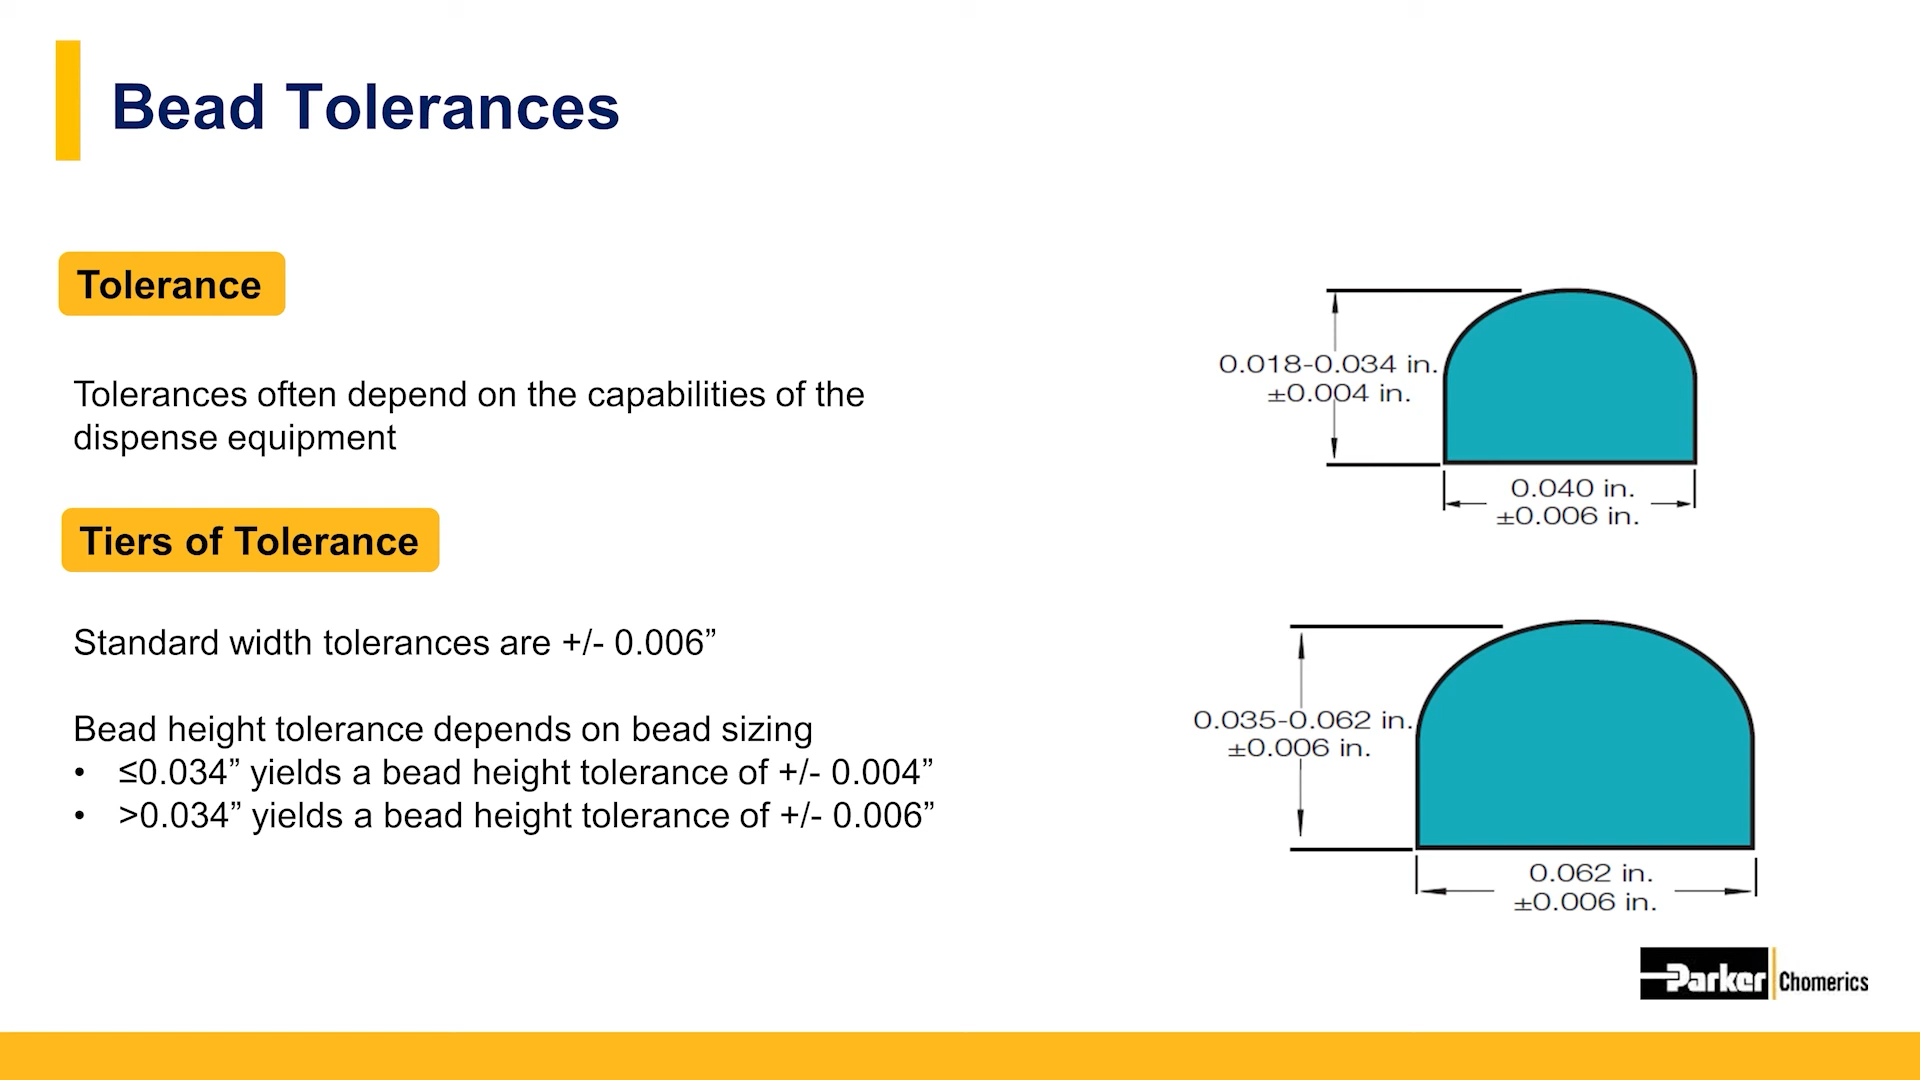 Bead Tolerances
Tolerance
Tolerances often depend on the capabilities of the
dispense equipment
Tiers of Tolerance
Standard width tolerances are +/- 0.006”
Bead height tolerance depends on bead sizing
• ≤0.034” yields a bead height tolerance of +/- 0.004”
• >0.034” yields a bead height tolerance of +/- 0.006”
0.018-0.034 in.
±0.004 in.
0.040 in.
±0.006 in.
0.035-0.062 in.
±0.006 in.
0.062 in.
±0.006 in.
Parker Chomerics